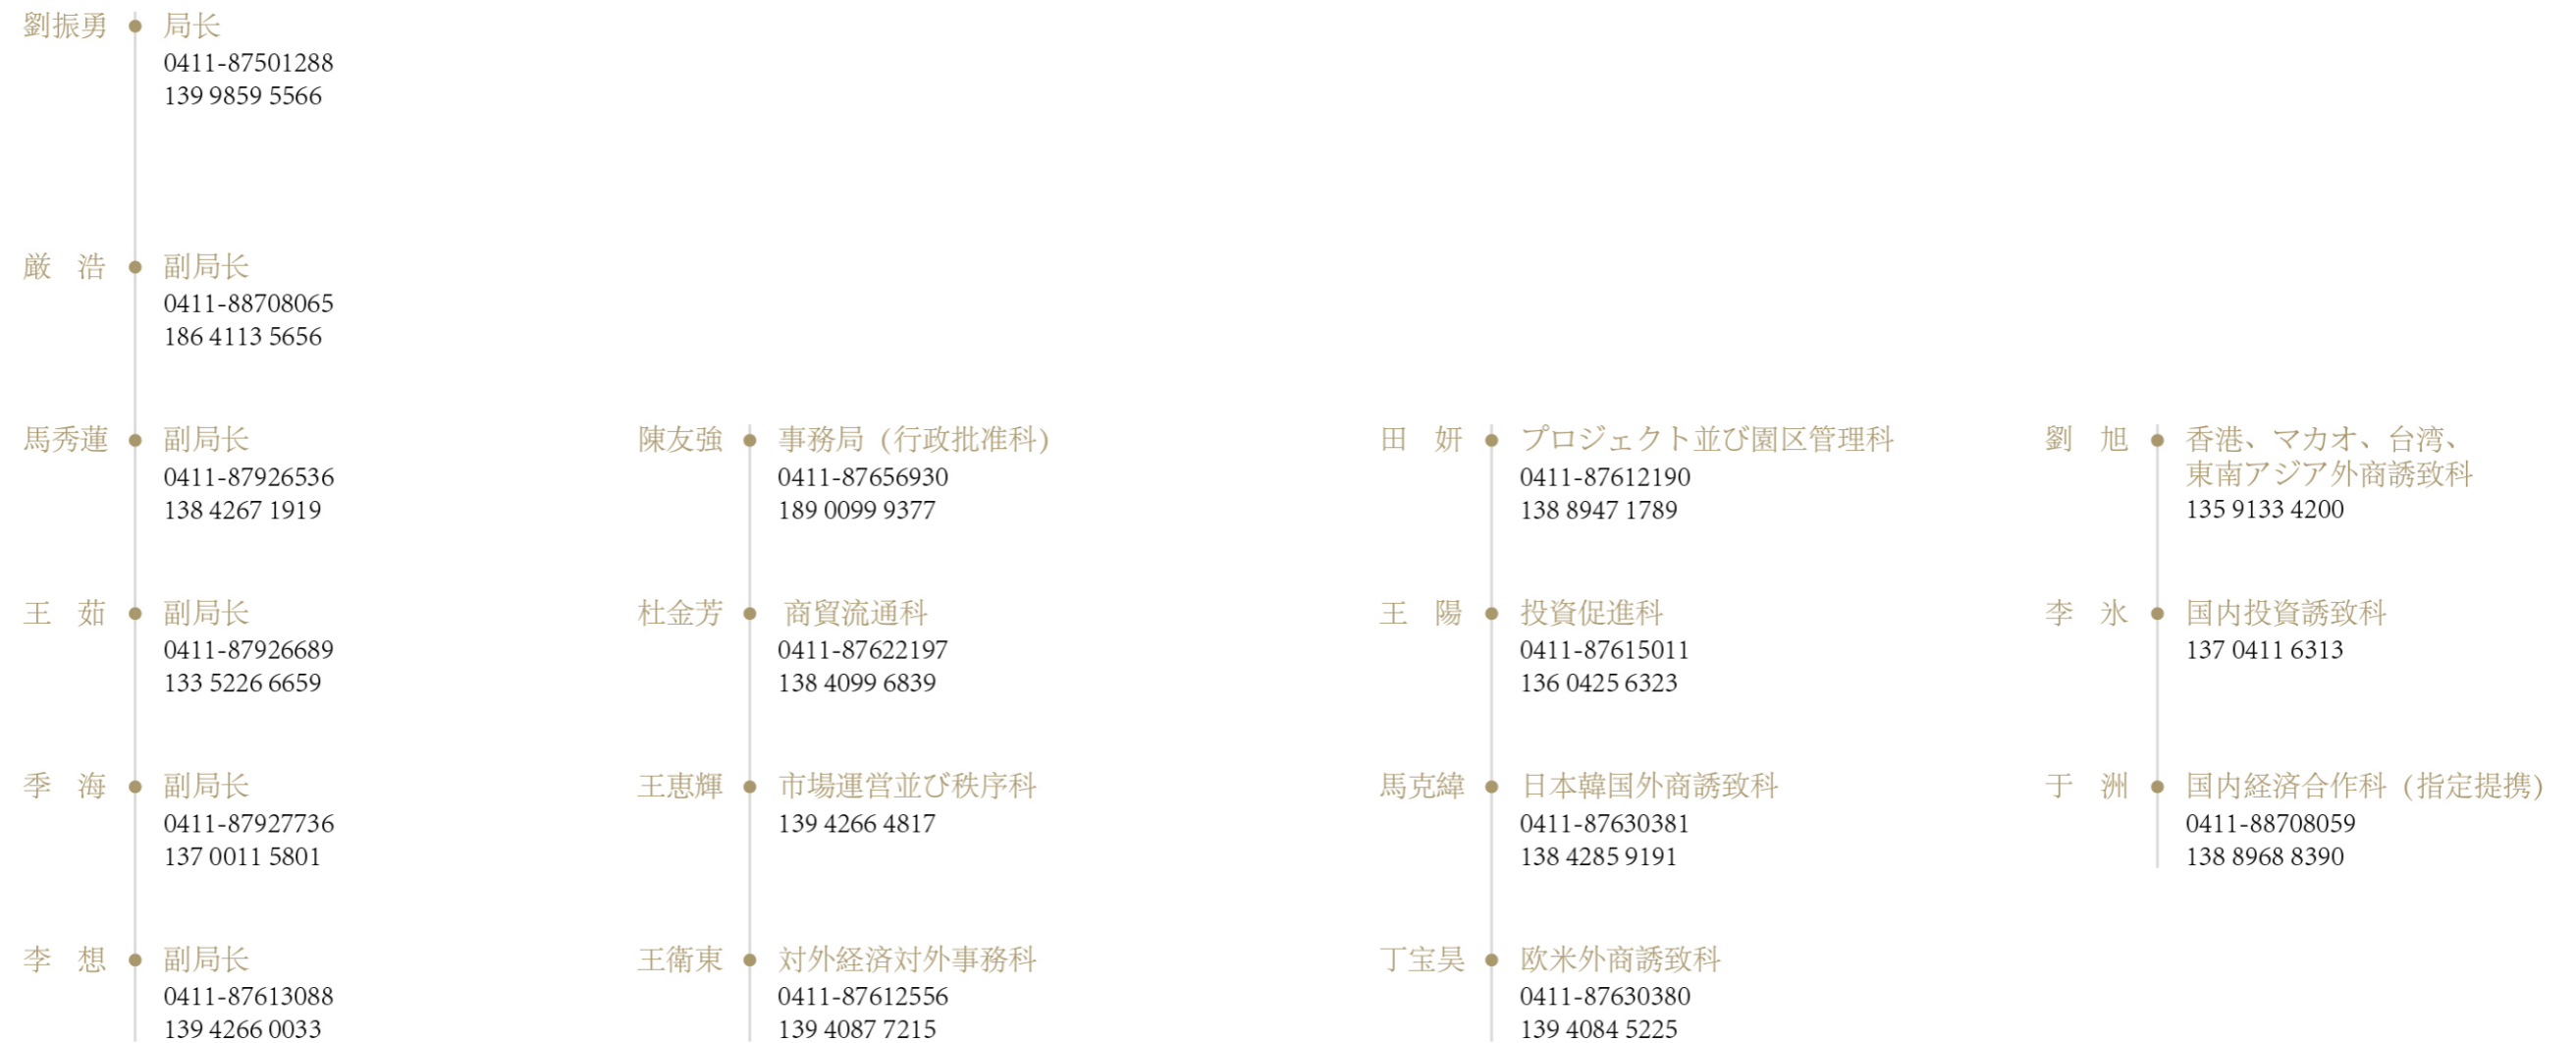 劉振勇 局长
0411-87501288
139 9859 5566
厳 浩 副局长
0411-88708065
186 4113 5656
馬秀蓮 副局长
0411-87926536
138 4267 1919
王 茹 副局长
0411-87926689
133 5226 6659
季 海 副局长
0411-87927736
137 0011 5801
李 想 副局长
0411-87613088
139 4266 0033
陳友強 事務局（行政批准科）
0411-87656930
189 0099 9377
杜金芳 商貿流通科
0411-87622197
138 4099 6839
王恵輝 市場運営並び秩序科
139 4266 4817
王衛東 対外経済対外事務科
0411-87612556
139 4087 7215
田 妍 プロジェクト並び園区管理科
0411-87612190
138 8947 1789
王 陽 投資促進科
0411-87615011
136 0425 6323
馬克緯 日本韓国外商誘致科
0411-87630381
138 4285 9191
丁宝昊 欧米外商誘致科
0411-87630380
139 4084 5225
劉 旭 香港、マカオ、台湾、
東南アジア外商誘致科
135 9133 4200
李 氷 国内投資誘致科
137 0411 6313
于 洲 国内経済合作科（指定提携）
0411-88708059
138 8968 8390